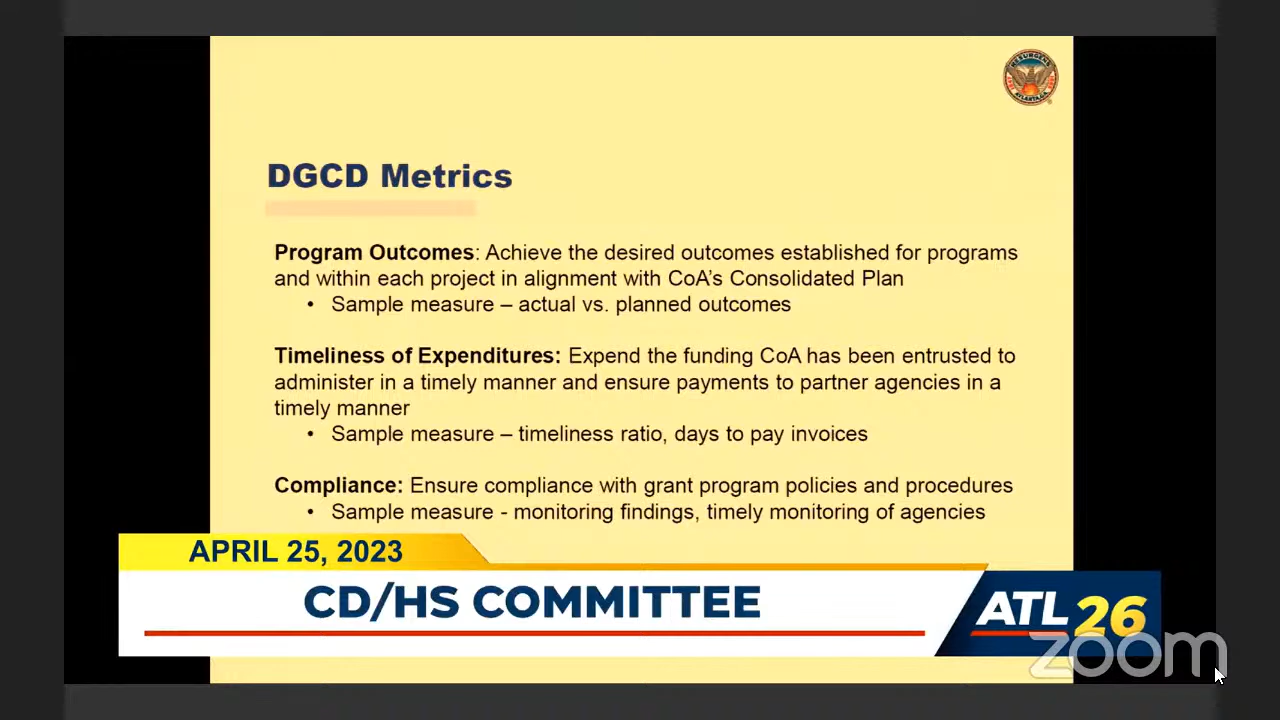 RESURGENS
ATLANTA, GA.
DGCD Metrics
Program Outcomes: Achieve the desired outcomes established for programs
and within each project in alignment with CoA's Consolidated Plan
• Sample measure – actual vs. planned outcomes
Timeliness of Expenditures: Expend the funding CoA has been entrusted to
administer in a timely manner and ensure payments to partner agencies in a
timely manner
• Sample measure – timeliness ratio, days to pay invoices
Compliance: Ensure compliance with grant program policies and procedures
• Sample measure - monitoring findings, timely monitoring of agencies
APRIL 25, 2023
CD/HS COMMITTEE
ATL 26
zoom